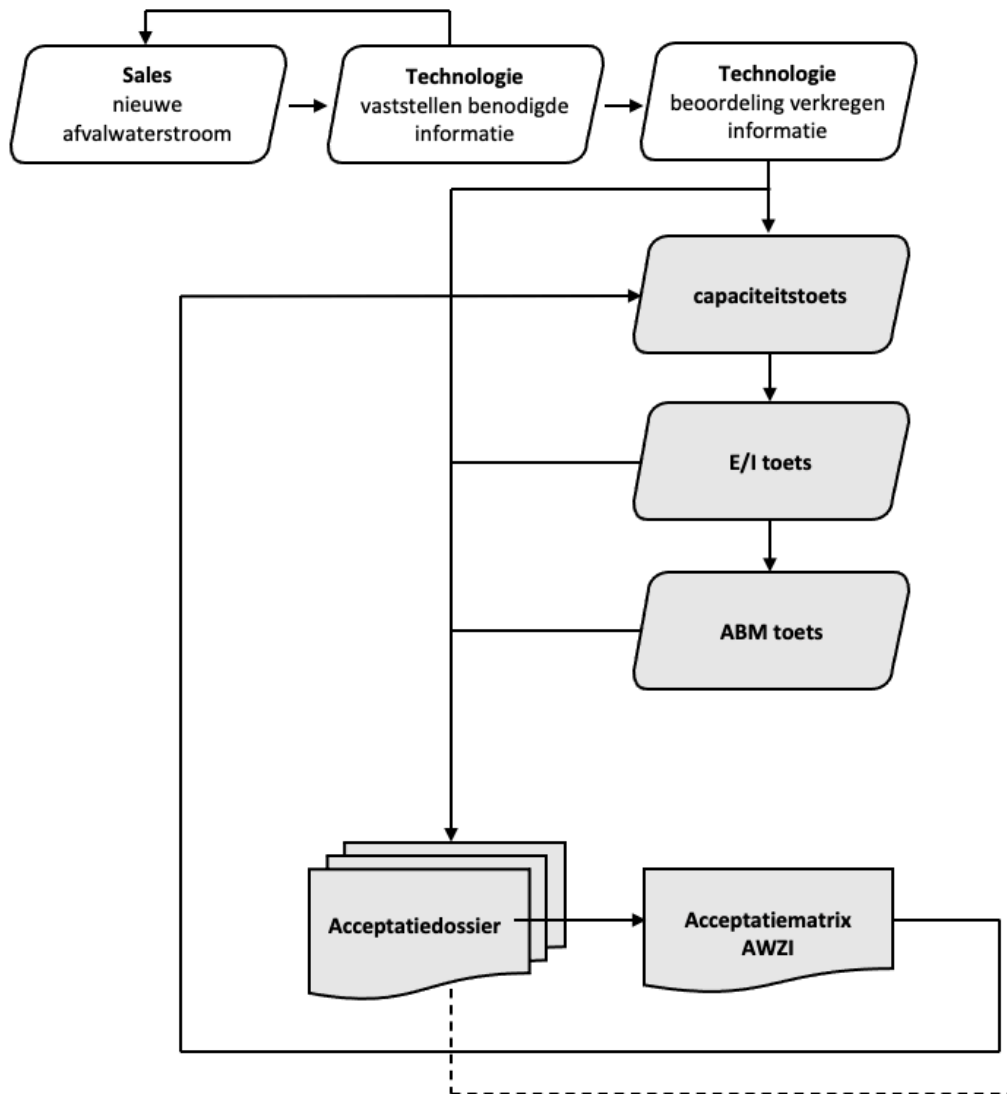 Sales
nieuwe
afvalwaterstroom
Technologie
vaststellen benodigde
informatie
Technologie
beoordeling verkregen
informatie
capaciteitstoets
E/I toets
ABM toets
Acceptatiedossier
Acceptatiematrix
AWZI